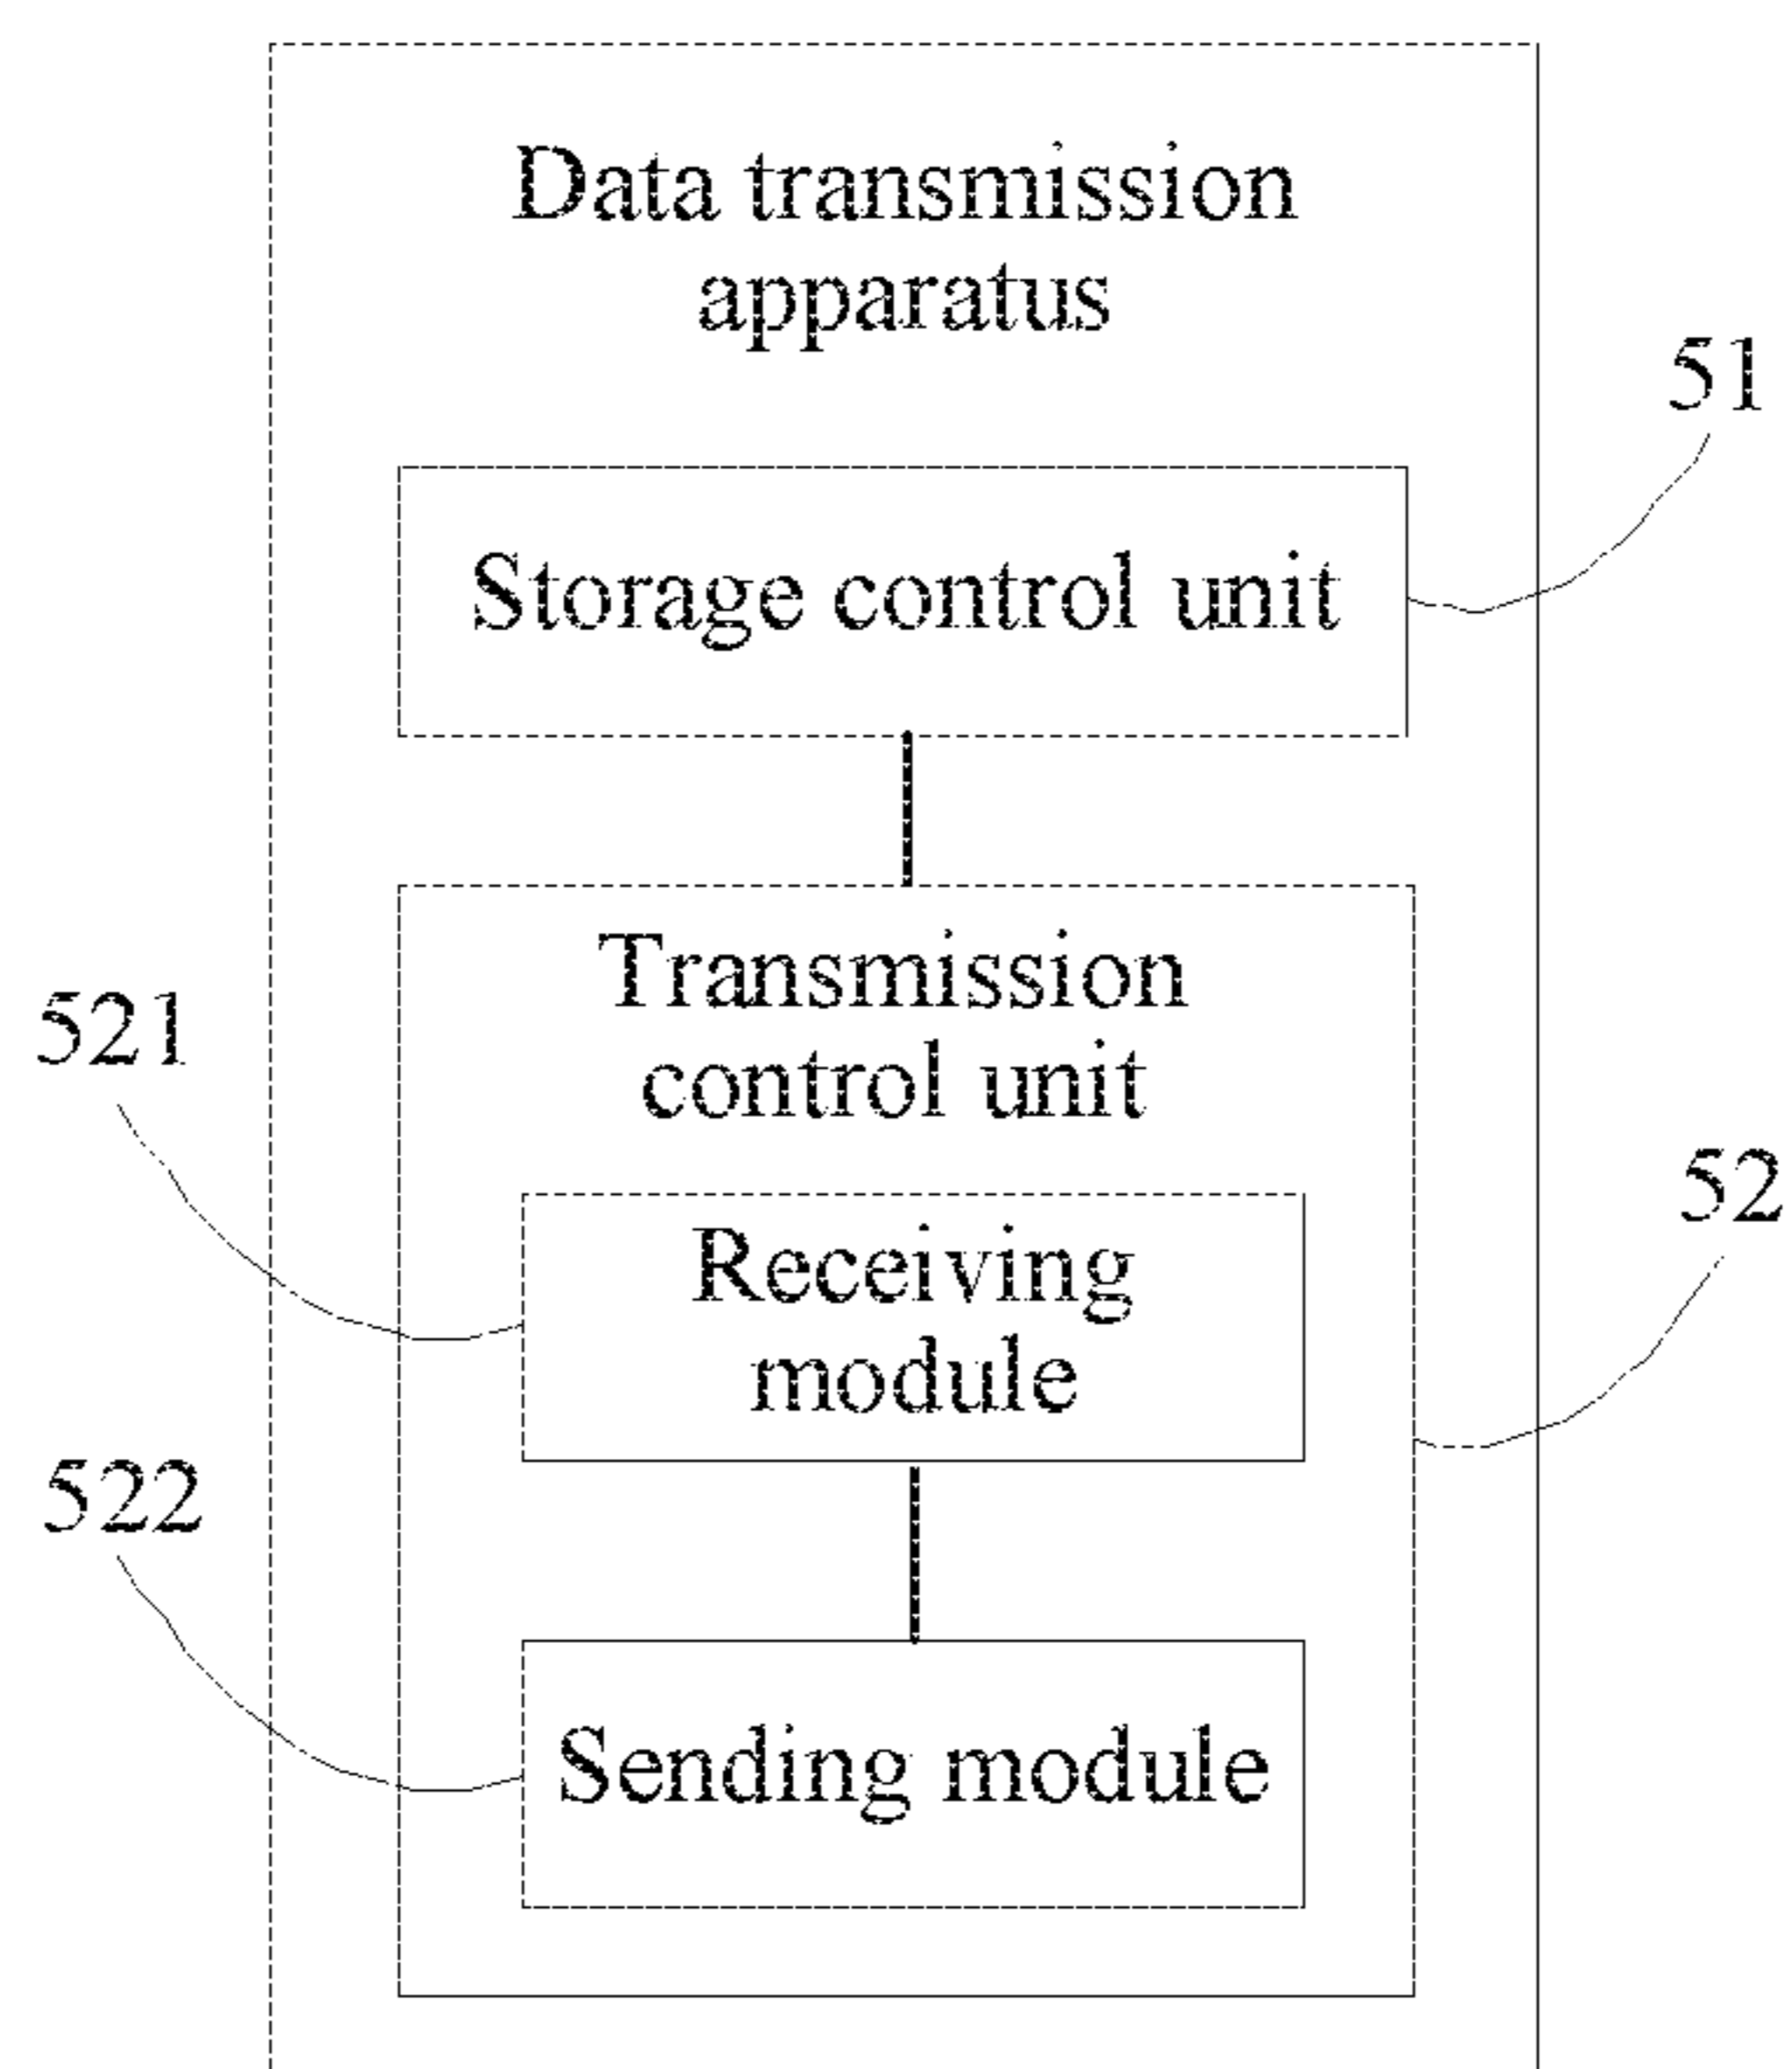 Data transmission
apparatus
51
Storage control unit
Transmission
control unit
521
52
Receiving
module
522
Sending module